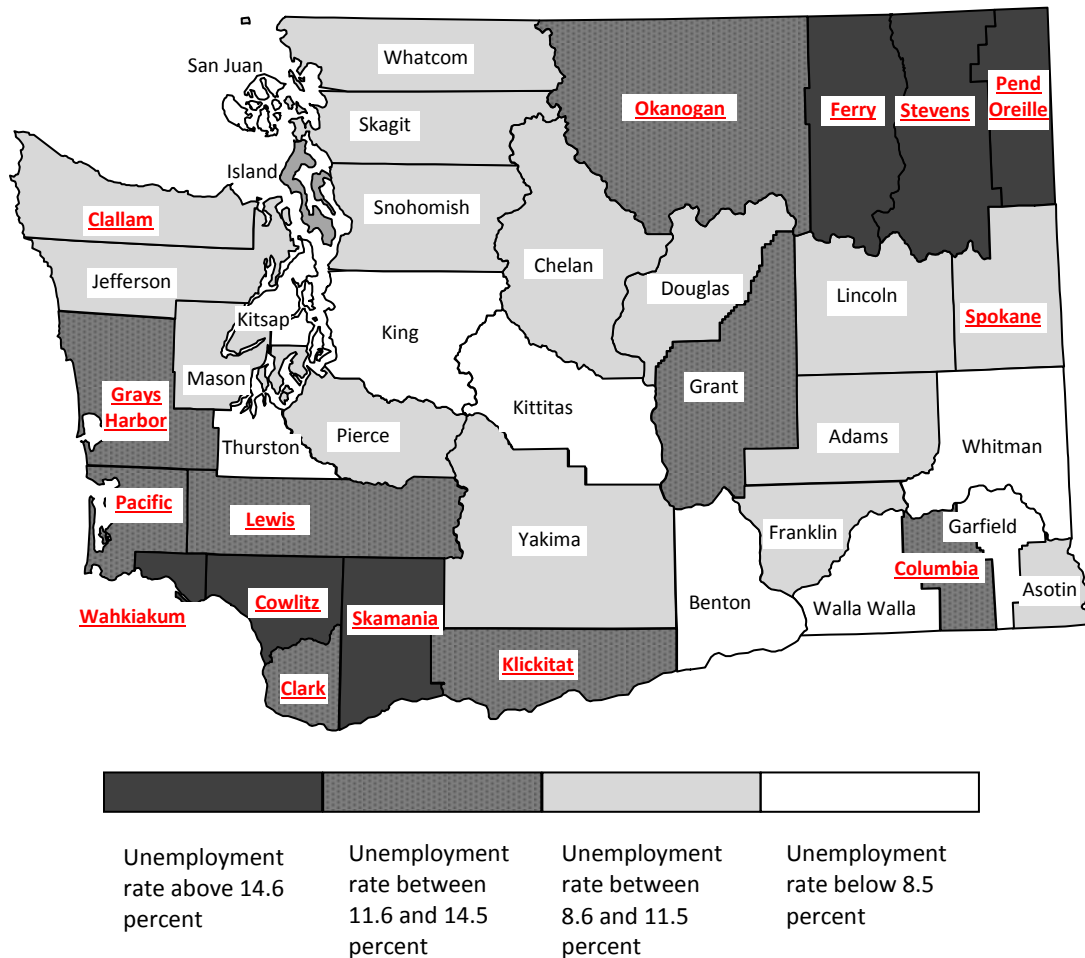 Whatcom
San Juan
Skagit
Okanogan
Ferry
Stevens
Pend
Oreille
Island
Snohomish
Clallam
Chelan
Jefferson
Douglas
Lincoln
Kitsap
Spokane
King
Mason
Grays
Harbor
Grant
Kittitas
Thurston
Pierce
Adams
Whitman
Pacific
Lewis
Yakima
Franklin
Garfield
Columbia
Asotin
Wahkiakum
Cowlitz
Skamania
Benton
Walla Walla
Klickitat
Clark
Unemployment
rate above 14.6
percent
Unemployment
rate between
11.6 and 14.5
percent
Unemployment
rate between
8.6 and 11.5
percent
Unemployment
rate below 8.5
percent